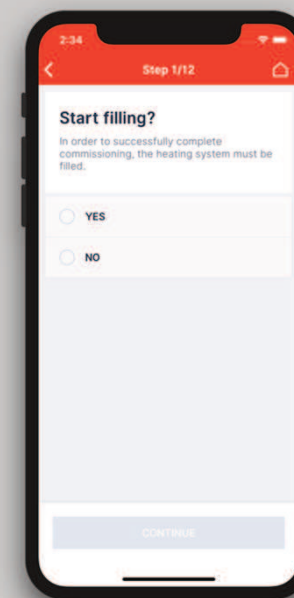 2:34
Step 1/12
Start filling?
In order to successfully complete
commissioning, the heating system must be
filled.
YES
NO
CONTINUE